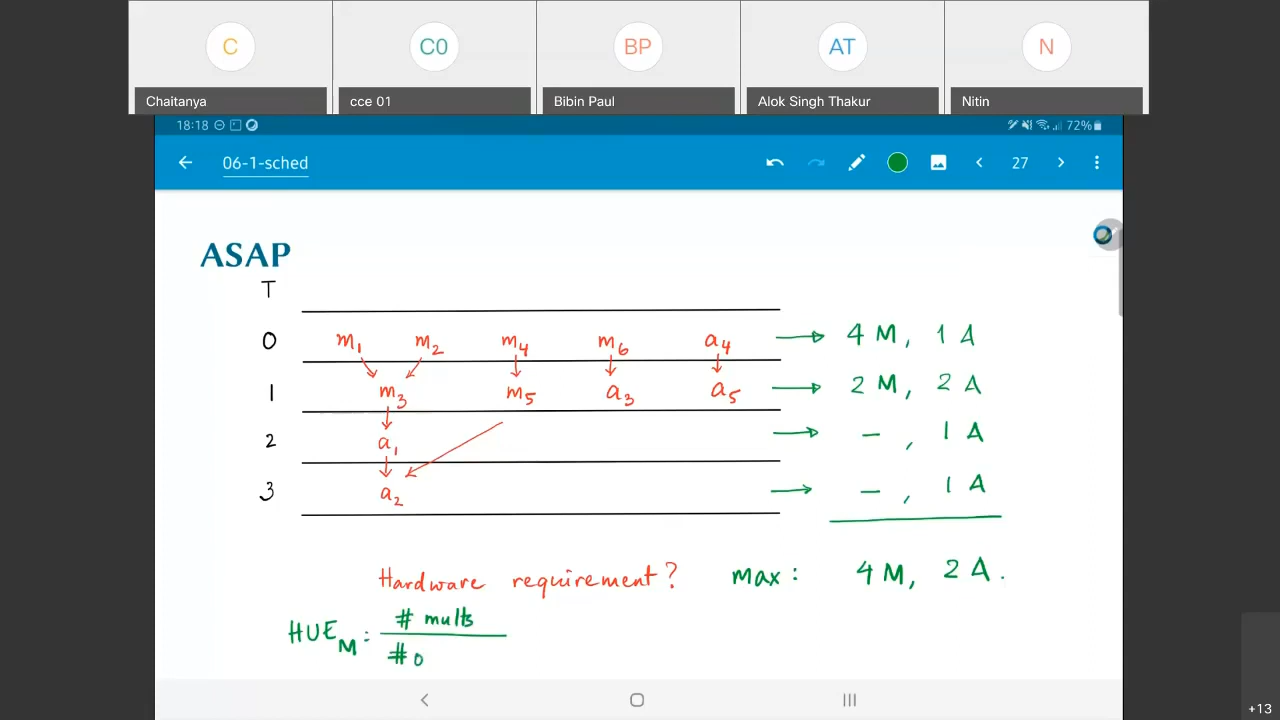 C C0 BP AT N
Chaitanya cce 01 Bibin Paul Alok Singh Thakur Nitin
18:18 72%
06-1-sched 27
ASAP
T
0 m1 m2 m4 m6 a4 → 4 M, 1 A
1 m3 m5 a3 a5 → 2 M, 2 A
2 a1 → – , 1 A
3 a2 → – , 1 A
Hardware requirement? max: 4 M, 2 A.
HUE_M = # mults
# o
+13